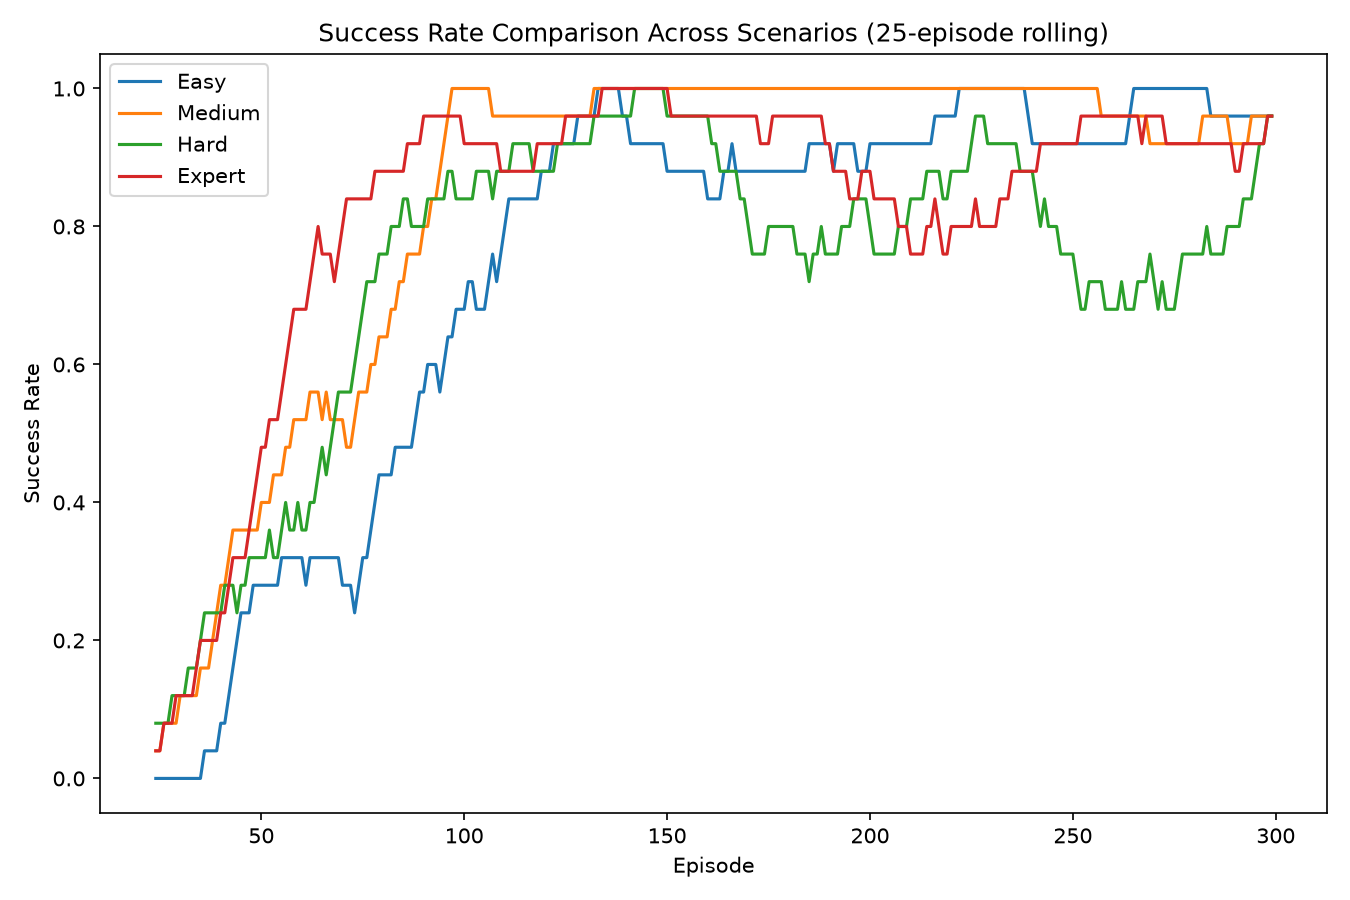 Success Rate Comparison Across Scenarios (25-episode rolling)
Easy
Medium
Hard
Expert
Success Rate
1.0
0.8
0.6
0.4
0.2
0.0
50 100 150 200 250 300
Episode